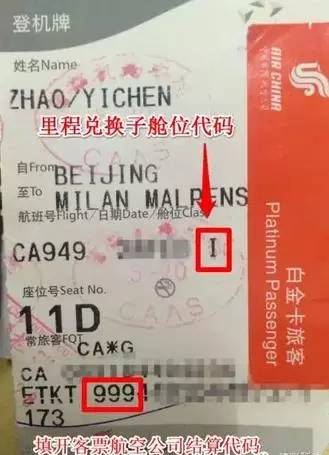 登机牌
姓名Name
ZHAO/YICHEN
里程兑换子舱位代码
自From
BEIJING
至To
MILAN MALPENS
航班号Flight/日期Date/舱位Class
CA949
I
座位号Seat No.
11D
常旅客FQT
CA*G
CA
ETKT 999
173
填开客票航空公司结算代码
AIR CHINA
白金卡旅客
Platinum Passenger
CAAS
CAAS